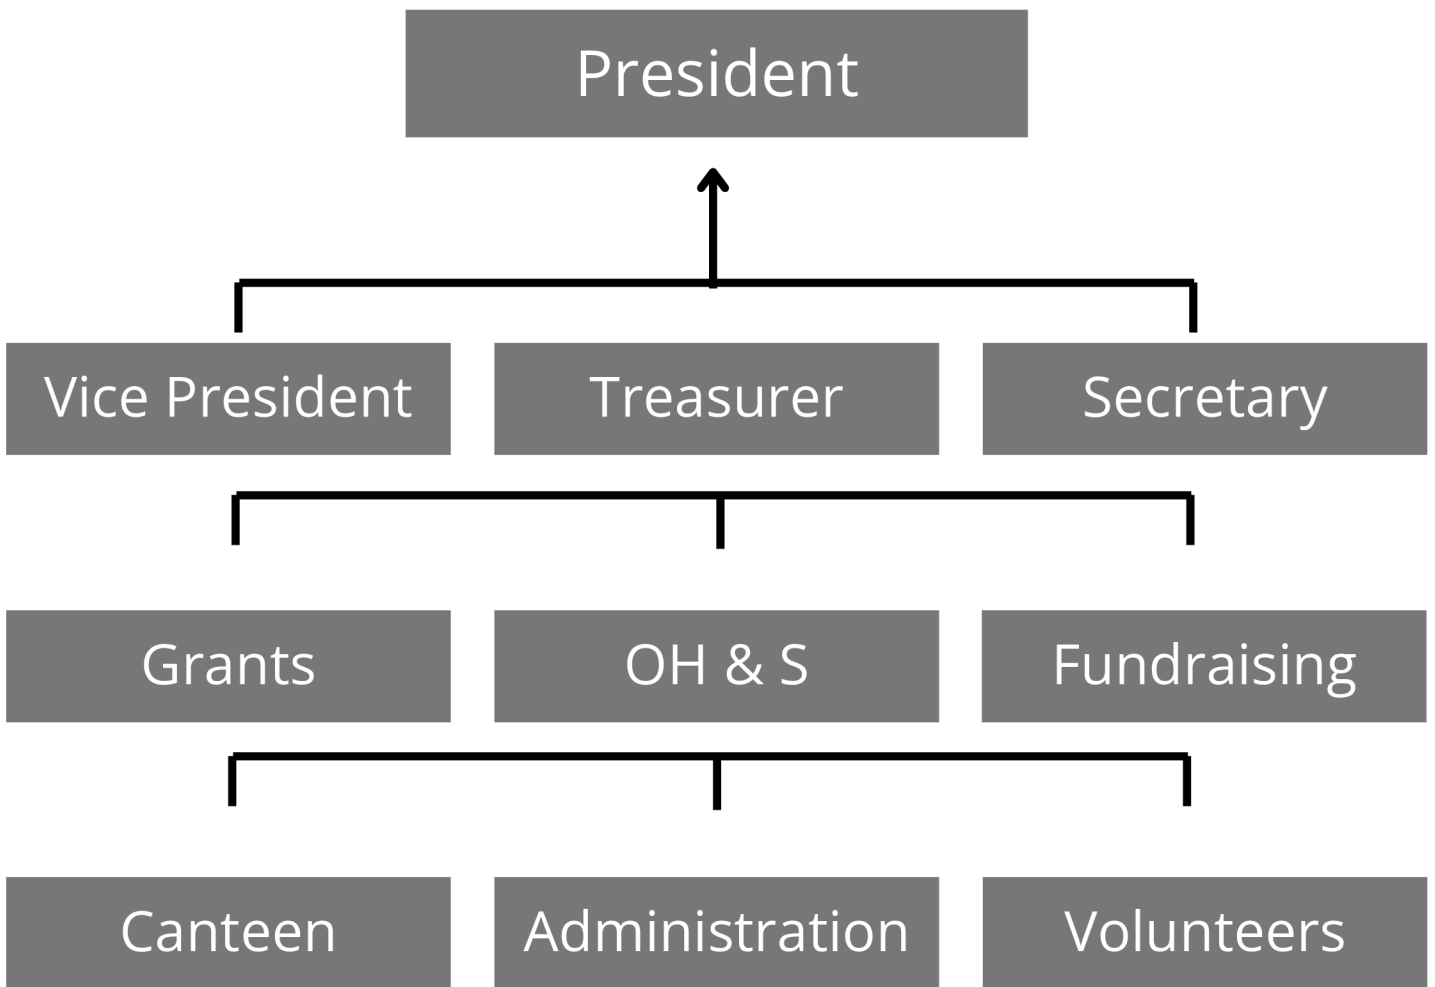 President
Vice President
Treasurer
Secretary
Grants
OH & S
Fundraising
Canteen
Administration
Volunteers